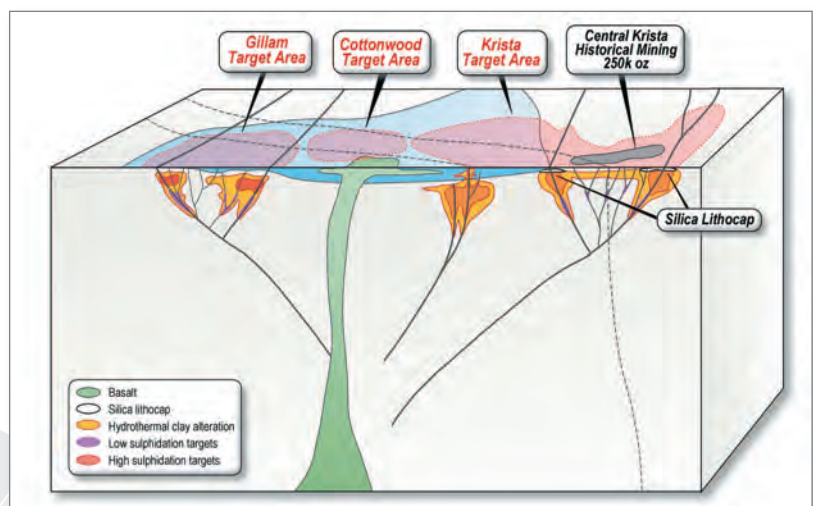 Gillam
Target Area
Cottonwood
Target Area
Krista
Target Area
Central Krista
Historical Mining
250k oz
Silica Lithocap
Basalt
Silica lithocap
Hydrothermal clay alteration
Low sulphidation targets
High sulphidation targets